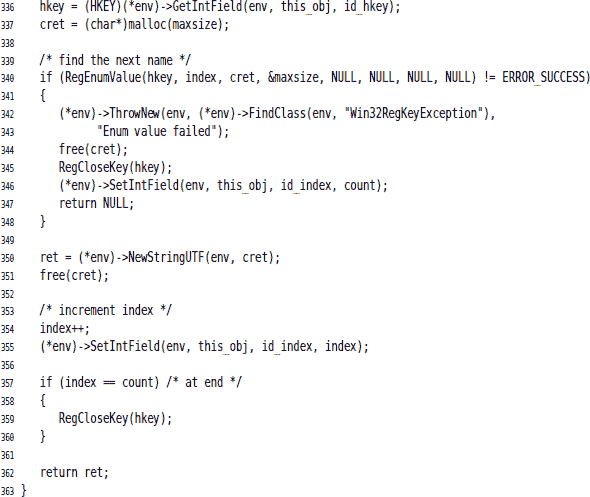 336 hkey = (HKEY)(*env)->GetIntField(env, this_obj, id_hkey);
337 cret = (char*)malloc(maxsize);
338
339 /* find the next name */
340 if (RegEnumValue(hkey, index, cret, &maxsize, NULL, NULL, NULL, NULL) != ERROR_SUCCESS)
341 {
342 (*env)->ThrowNew(env, (*env)->FindClass(env, "Win32RegKeyException"),
343 "Enum value failed");
344 free(cret);
345 RegCloseKey(hkey);
346 (*env)->SetIntField(env, this_obj, id_index, count);
347 return NULL;
348 }
349
350 ret = (*env)->NewStringUTF(env, cret);
351 free(cret);
352
353 /* increment index */
354 index++;
355 (*env)->SetIntField(env, this_obj, id_index, index);
356
357 if (index == count) /* at end */
358 {
359 RegCloseKey(hkey);
360 }
361
362 return ret;
363 }